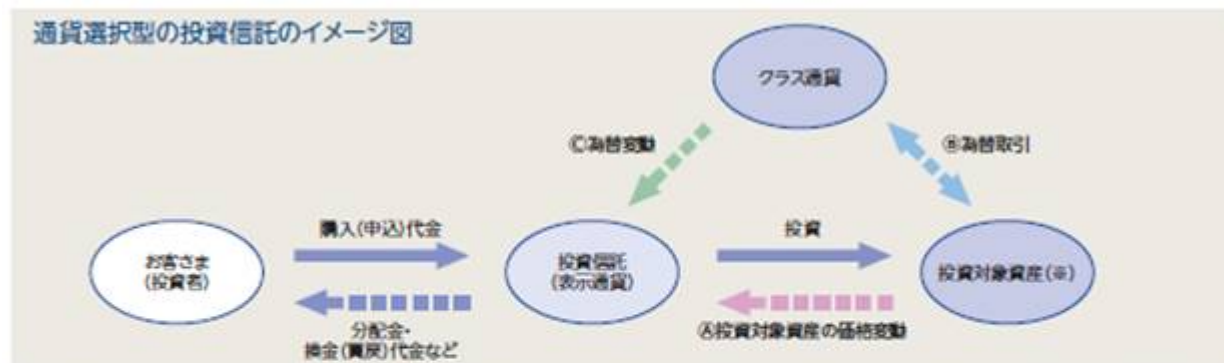 通貨選択型の投資信託のイメージ図
クラス通貨
Ⓒ為替変動
Ⓑ為替取引
購入(申込)代金
投資
お客さま
(投資者)
投資信託
(表示通貨)
投資対象資産(※)
分配金・
換金(買戻)代金など
Ⓐ投資対象資産の価格変動